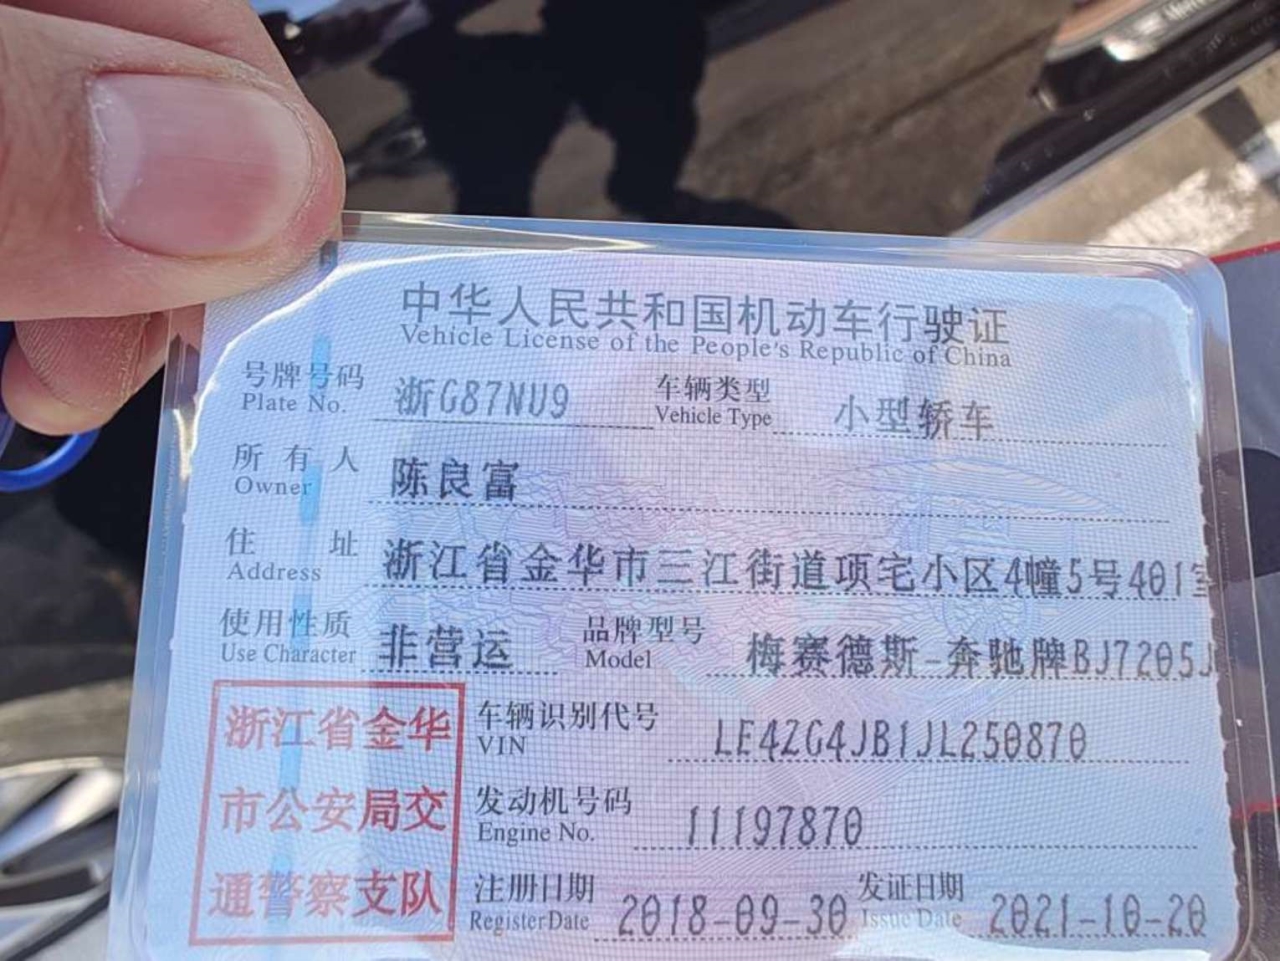 中华人民共和国机动车行驶证
Vehicle License of the People's Republic of China
号牌号码 浙G87NU9 车辆类型 小型轿车
Plate No. Vehicle Type
所有人 陈良富
Owner
住址 浙江省金华市三江街道项宅小区4幢5号401室
Address
使用性质 非营运 品牌型号 梅赛德斯-奔驰牌BJ7205J
Use Character Model
浙江省金华
市公安局交
通警察支队
车辆识别代号 LE4ZG4JB1JL250870
VIN
发动机号码 11197870
Engine No.
注册日期 2018-09-30 发证日期 2021-10-20
Register Date Issue Date